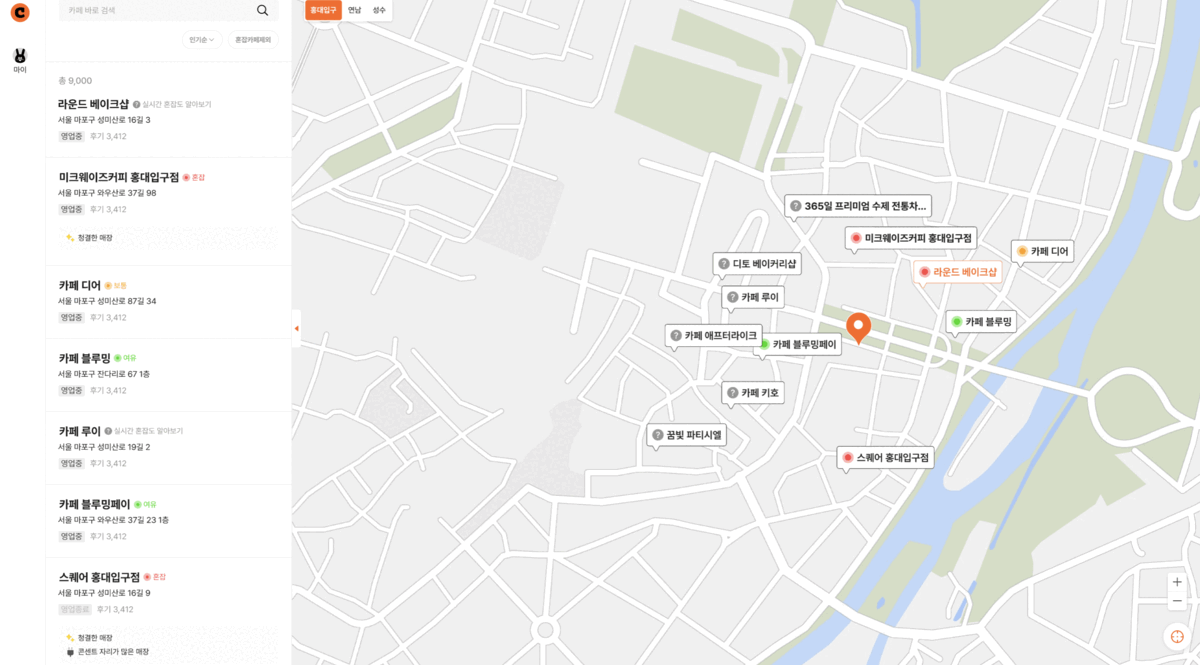 C
카페 바로 검색
마이
인기순
혼잡카페제외
총 9,000
라운드 베이크샵 ? 실시간 혼잡도 알아보기
서울 마포구 성미산로 16길 3
영업중 후기 3,412
미크웨이즈커피 홍대입구점 혼잡
서울 마포구 와우산로 37길 98
영업중 후기 3,412
청결한 매장
카페 디어 보통
서울 마포구 성미산로 87길 34
영업중 후기 3,412
카페 블루밍 여유
서울 마포구 잔다리로 67 1층
영업중 후기 3,412
카페 루이 ? 실시간 혼잡도 알아보기
서울 마포구 성미산로 19길 2
영업중 후기 3,412
카페 블루밍페이 여유
서울 마포구 와우산로 37길 23 1층
영업중 후기 3,412
스퀘어 홍대입구점 혼잡
서울 마포구 성미산로 16길 9
영업종료 후기 3,412
청결한 매장
콘센트 자리가 많은 매장
홍대입구 연남 성수
? 365일 프리미엄 수제 전통차...
미크웨이즈커피 홍대입구점
카페 디어
? 디토 베이커리샵
라운드 베이크샵
? 카페 루이
카페 블루밍
? 카페 애프터라이크
카페 블루밍페이
? 카페 키호
? 꿈빛 파티시엘
스퀘어 홍대입구점
+
−